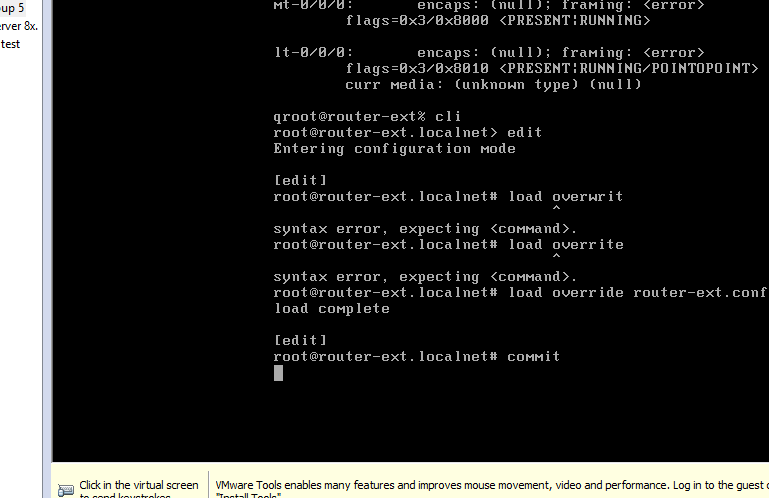 oup 5
erver 8x.
test
mt-0/0/0: encaps: (null); framing: <error>
flags=0x3/0x8000 <PRESENT¦RUNNING>
lt-0/0/0: encaps: (null); framing: <error>
flags=0x3/0x8010 <PRESENT¦RUNNING/POINTOPOINT>
curr media: (unknown type) (null)
qroot@router-ext% cli
root@router-ext.localnet> edit
Entering configuration mode
[edit]
root@router-ext.localnet# load overwrit
^
syntax error, expecting <command>.
root@router-ext.localnet# load overrite
^
syntax error, expecting <command>.
root@router-ext.localnet# load override router-ext.conf
load complete
[edit]
root@router-ext.localnet# commit
Click in the virtual screen
to send keystrokes
VMware Tools enables many features and improves mouse movement, video and performance. Log in to the guest
"Install Tools"